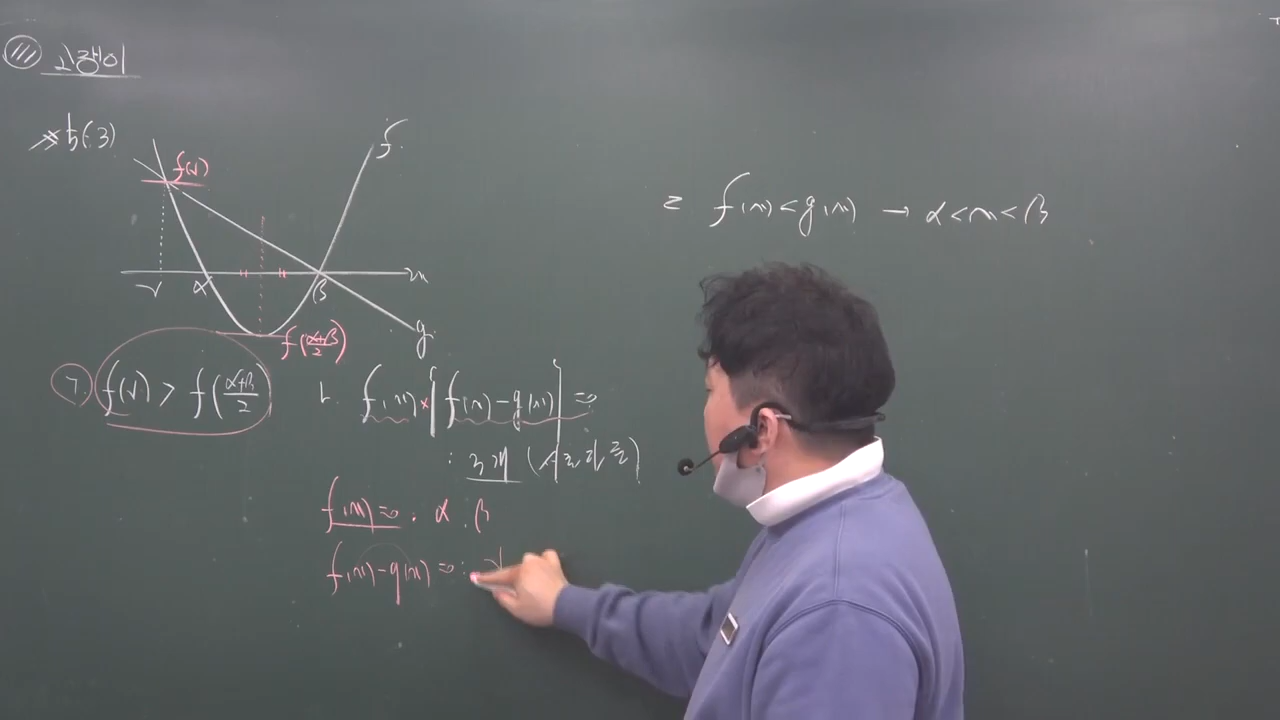 고랭이
f
f(γ)
γ α β x
g
f(α+β/2)
ㄱ. f(γ) > f(α+β/2)
ㄴ. f(x)×|f(x)-g(x)|=0
: 3개 (서로 다른)
f(x)=0 : α, β
f(x)-g(x)=0 :
ㄷ f(x)<g(x) → α<x<β